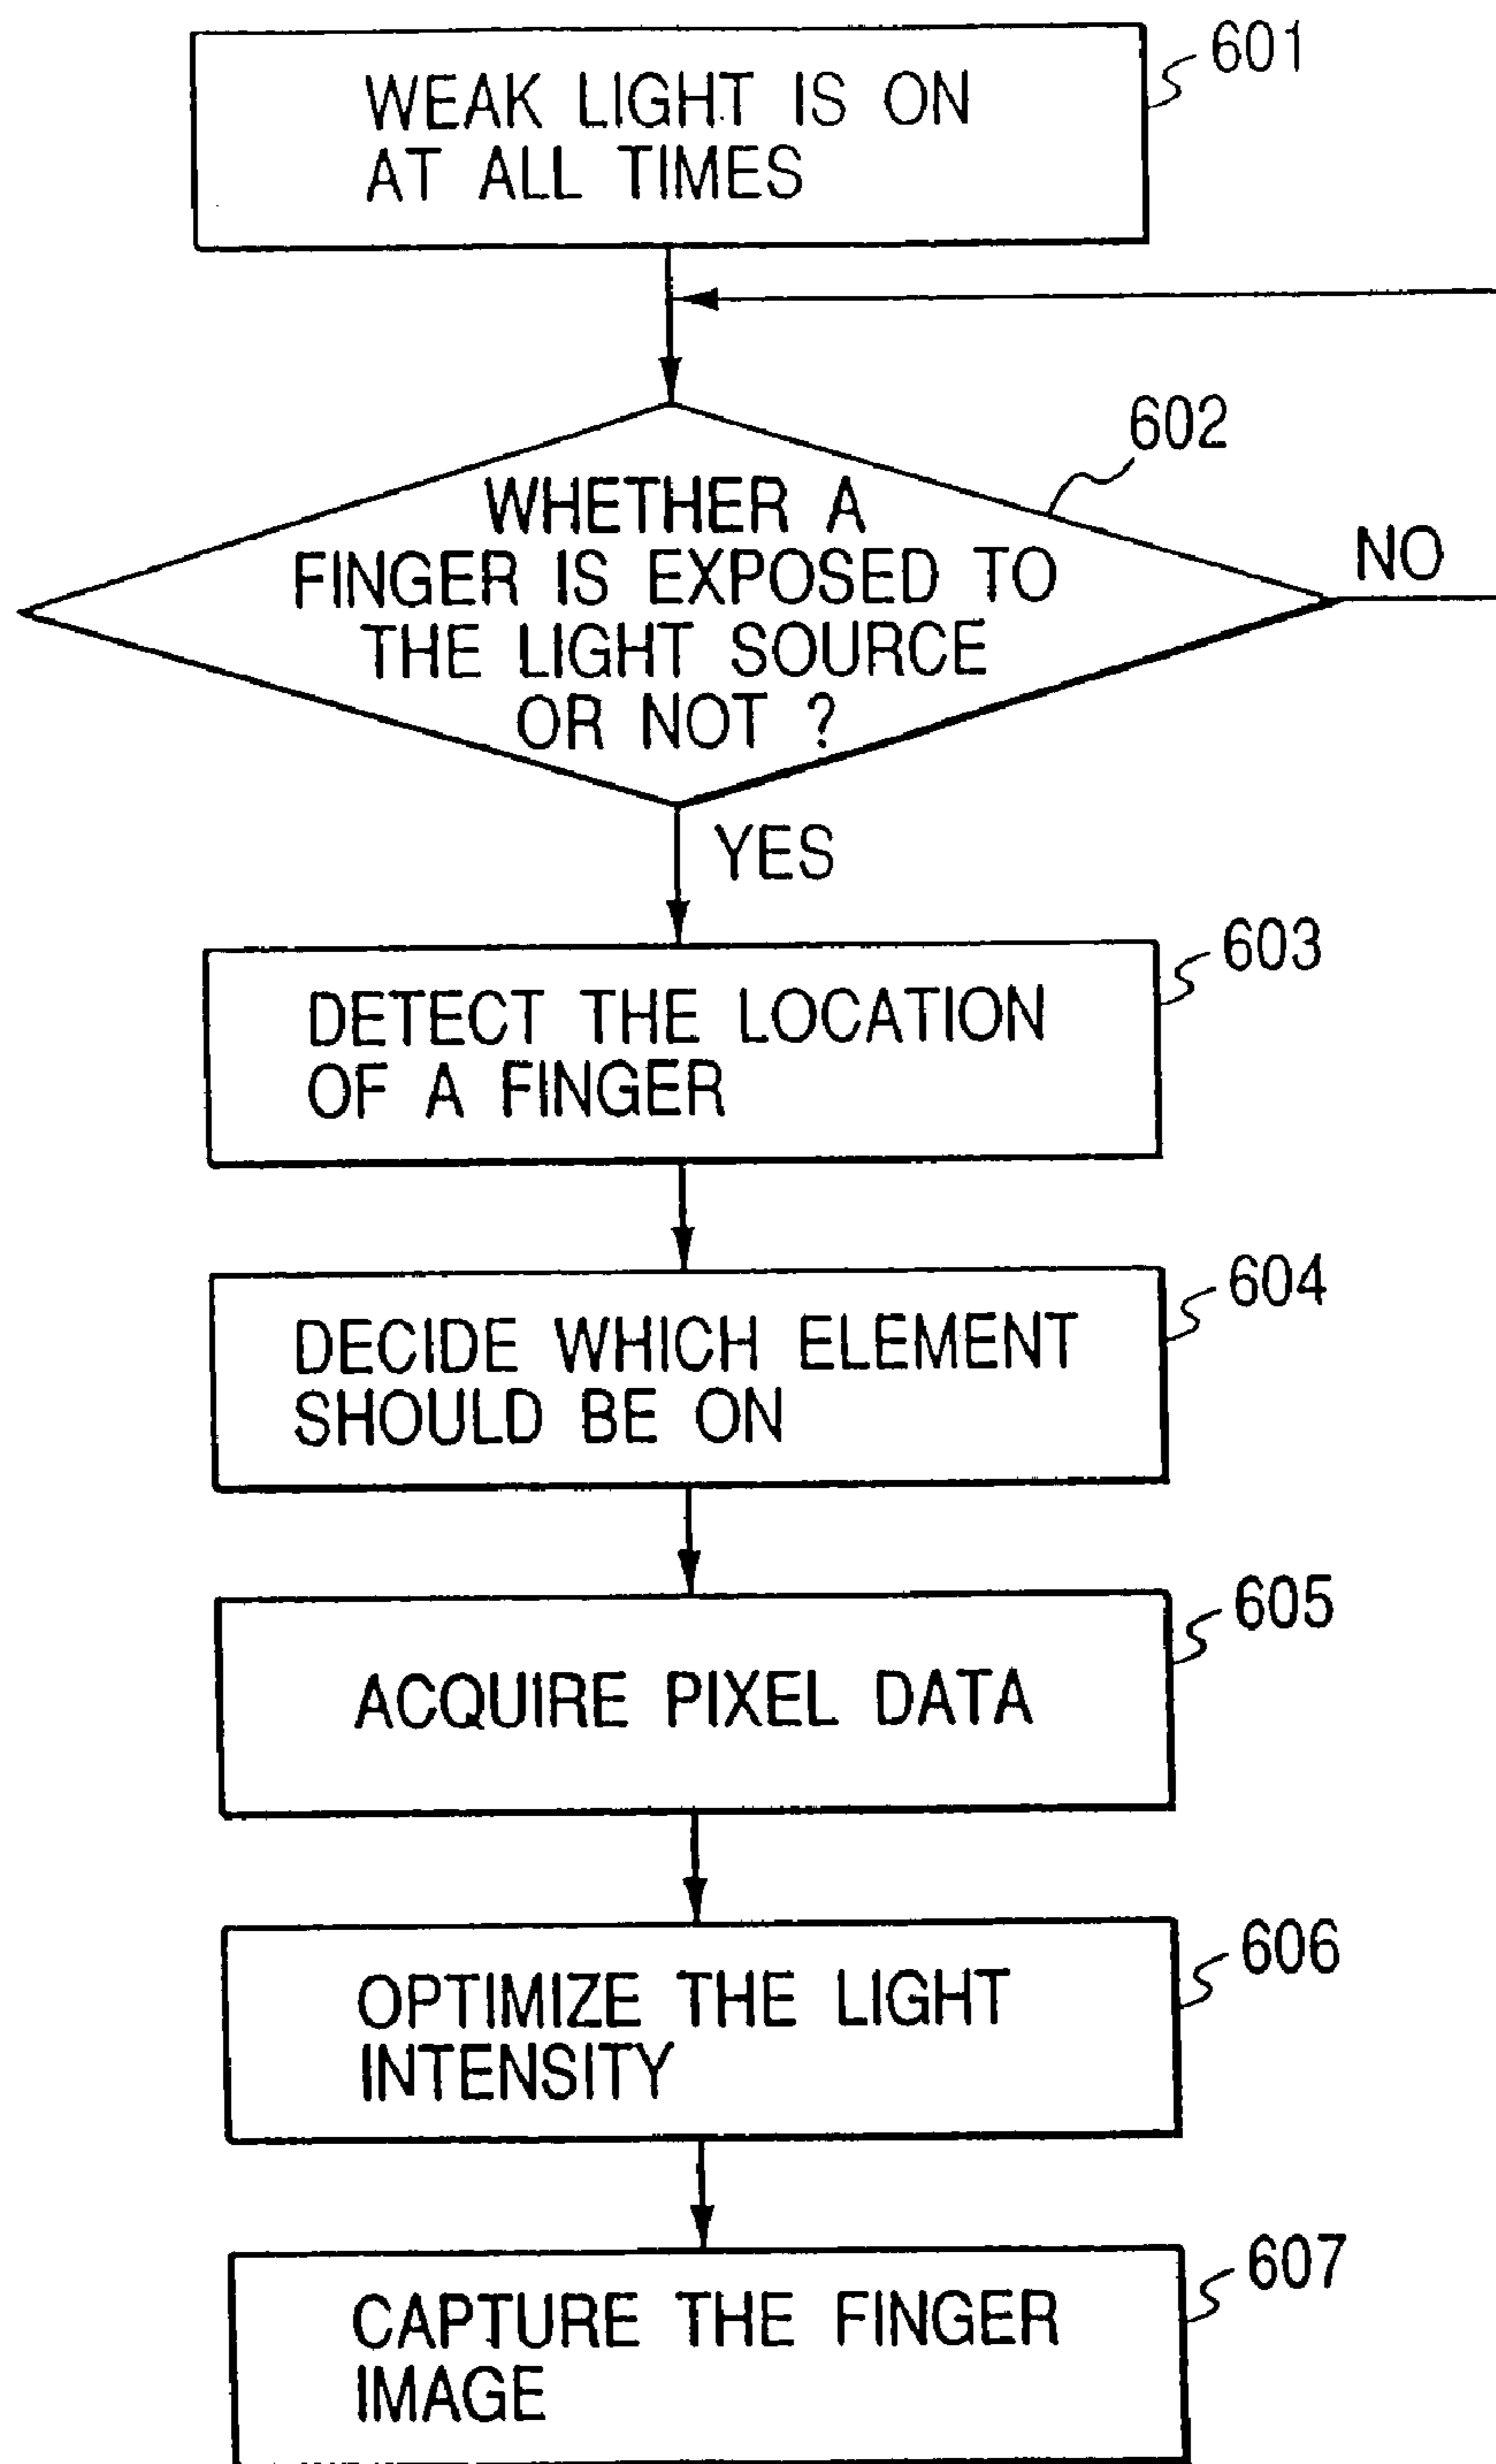 601
WEAK LIGHT IS ON
AT ALL TIMES
602
WHETHER A
FINGER IS EXPOSED TO
THE LIGHT SOURCE
OR NOT ?
NO
YES
603
DETECT THE LOCATION
OF A FINGER
604
DECIDE WHICH ELEMENT
SHOULD BE ON
605
ACQUIRE PIXEL DATA
606
OPTIMIZE THE LIGHT
INTENSITY
607
CAPTURE THE FINGER
IMAGE